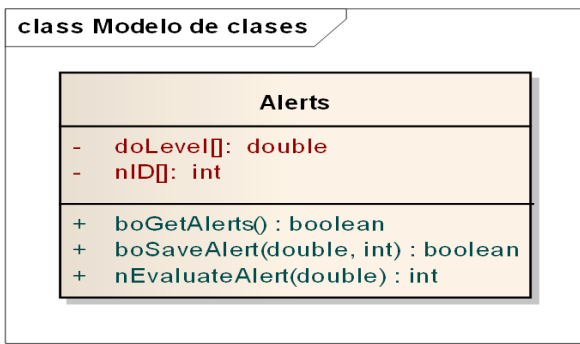 class Modelo de clases
Alerts
- doLevel[]: double
- nID[]: int
+ boGetAlerts() : boolean
+ boSaveAlert(double, int) : boolean
+ nEvaluateAlert(double) : int